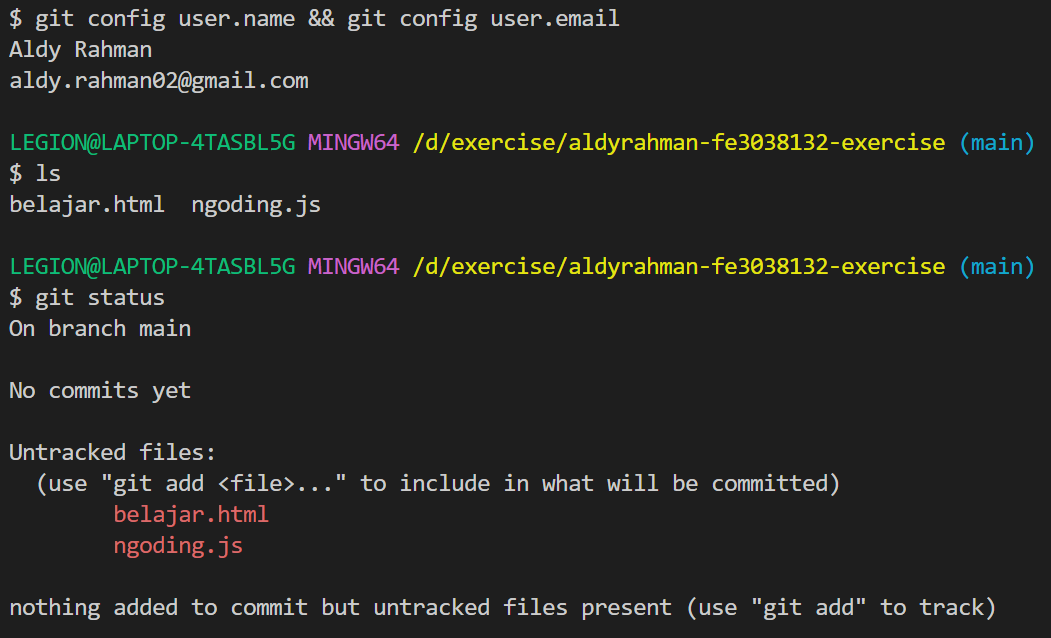 $ git config user.name && git config user.email
Aldy Rahman
aldy.rahman02@gmail.com
LEGION@LAPTOP-4TASBL5G MINGW64 /d/exercise/aldyrahman-fe3038132-exercise (main)
$ ls
belajar.html  ngoding.js
LEGION@LAPTOP-4TASBL5G MINGW64 /d/exercise/aldyrahman-fe3038132-exercise (main)
$ git status
On branch main
No commits yet
Untracked files:
  (use "git add <file>..." to include in what will be committed)
        belajar.html
        ngoding.js
nothing added to commit but untracked files present (use "git add" to track)